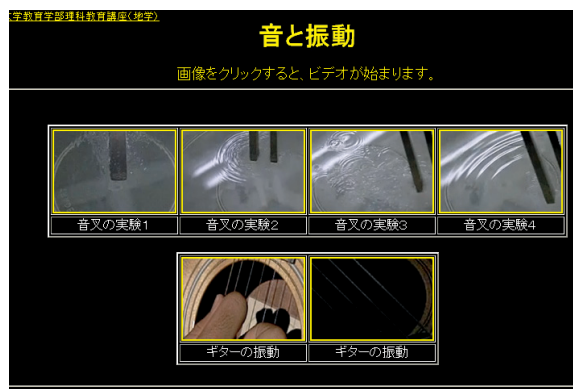 学教育学部理科教育講座(地学)
音と振動
画像をクリックすると、ビデオが始まります。
音叉の実験1
音叉の実験2
音叉の実験3
音叉の実験4
ギターの振動
ギターの振動